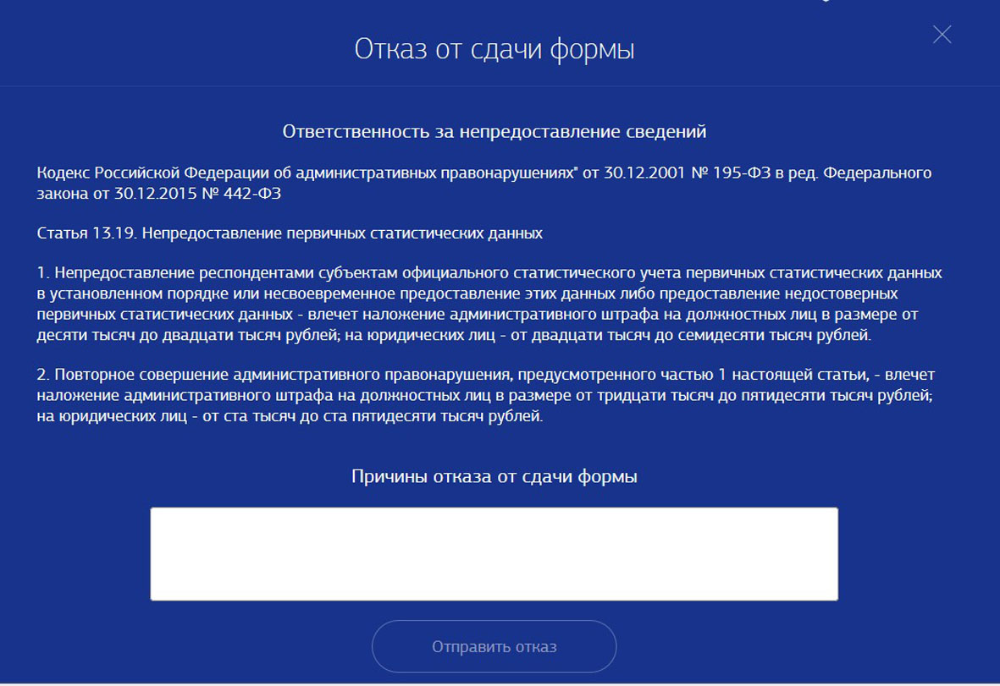 Отказ от сдачи формы
Ответственность за непредоставление сведений
Кодекс Российской Федерации об административных правонарушениях" от 30.12.2001 № 195-ФЗ в ред. Федерального
закона от 30.12.2015 № 442-ФЗ
Статья 13.19. Непредоставление первичных статистических данных
1. Непредоставление респондентами субъектам официального статистического учета первичных статистических данных
в установленном порядке или несвоевременное предоставление этих данных либо предоставление недостоверных
первичных статистических данных - влечет наложение административного штрафа на должностных лиц в размере от
десяти тысяч до двадцати тысяч рублей; на юридических лиц - от двадцати тысяч до семидесяти тысяч рублей.
2. Повторное совершение административного правонарушения, предусмотренного частью 1 настоящей статьи, - влечет
наложение административного штрафа на должностных лиц в размере от тридцати тысяч до пятидесяти тысяч рублей;
на юридических лиц - от ста тысяч до ста пятидесяти тысяч рублей.
Причины отказа от сдачи формы
Отправить отказ